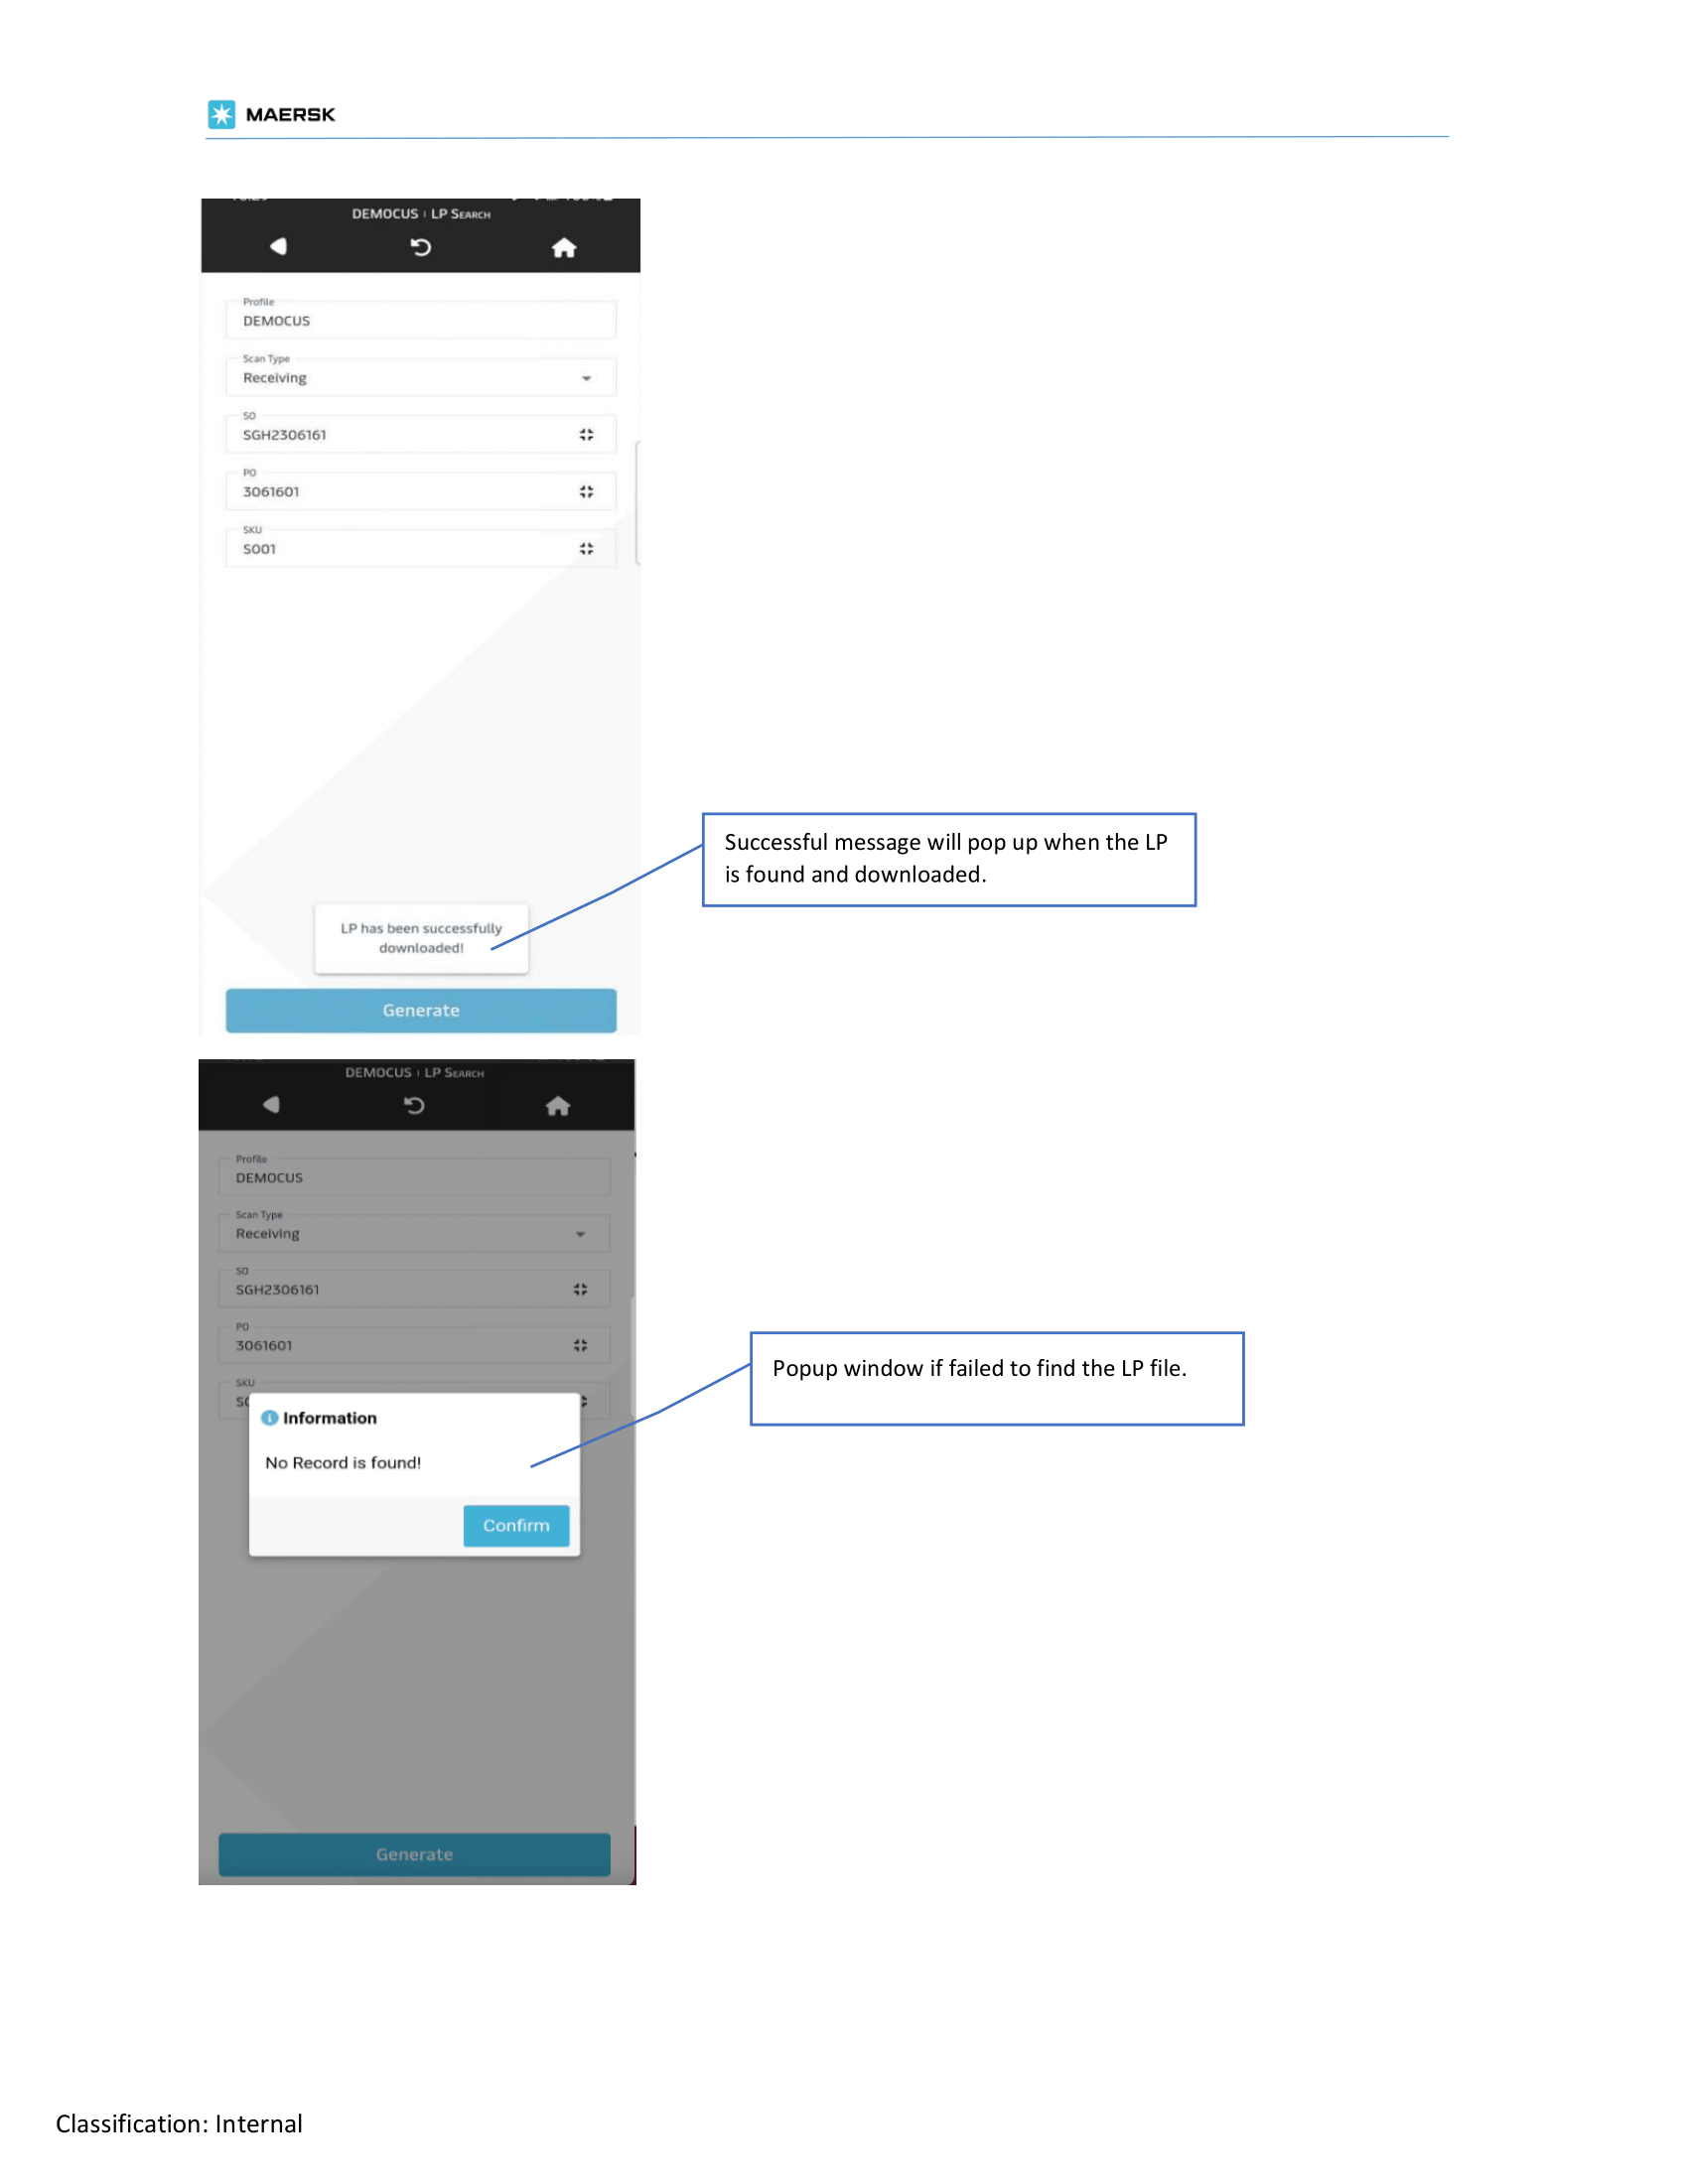 MAERSK
DEMOCUS | LP SEARCH
Profile
DEMOCUS
Scan Type
Receiving
SO
SGH2306161
PO
3061601
SKU
S001
Successful message will pop up when the LP
is found and downloaded.
LP has been successfully
downloaded!
Generate
DEMOCUS | LP SEARCH
Profile
DEMOCUS
Scan Type
Receiving
SO
SGH2306161
PO
3061601
Popup window if failed to find the LP file.
SKU
Information
No Record is found!
Confirm
Generate
Classification: Internal